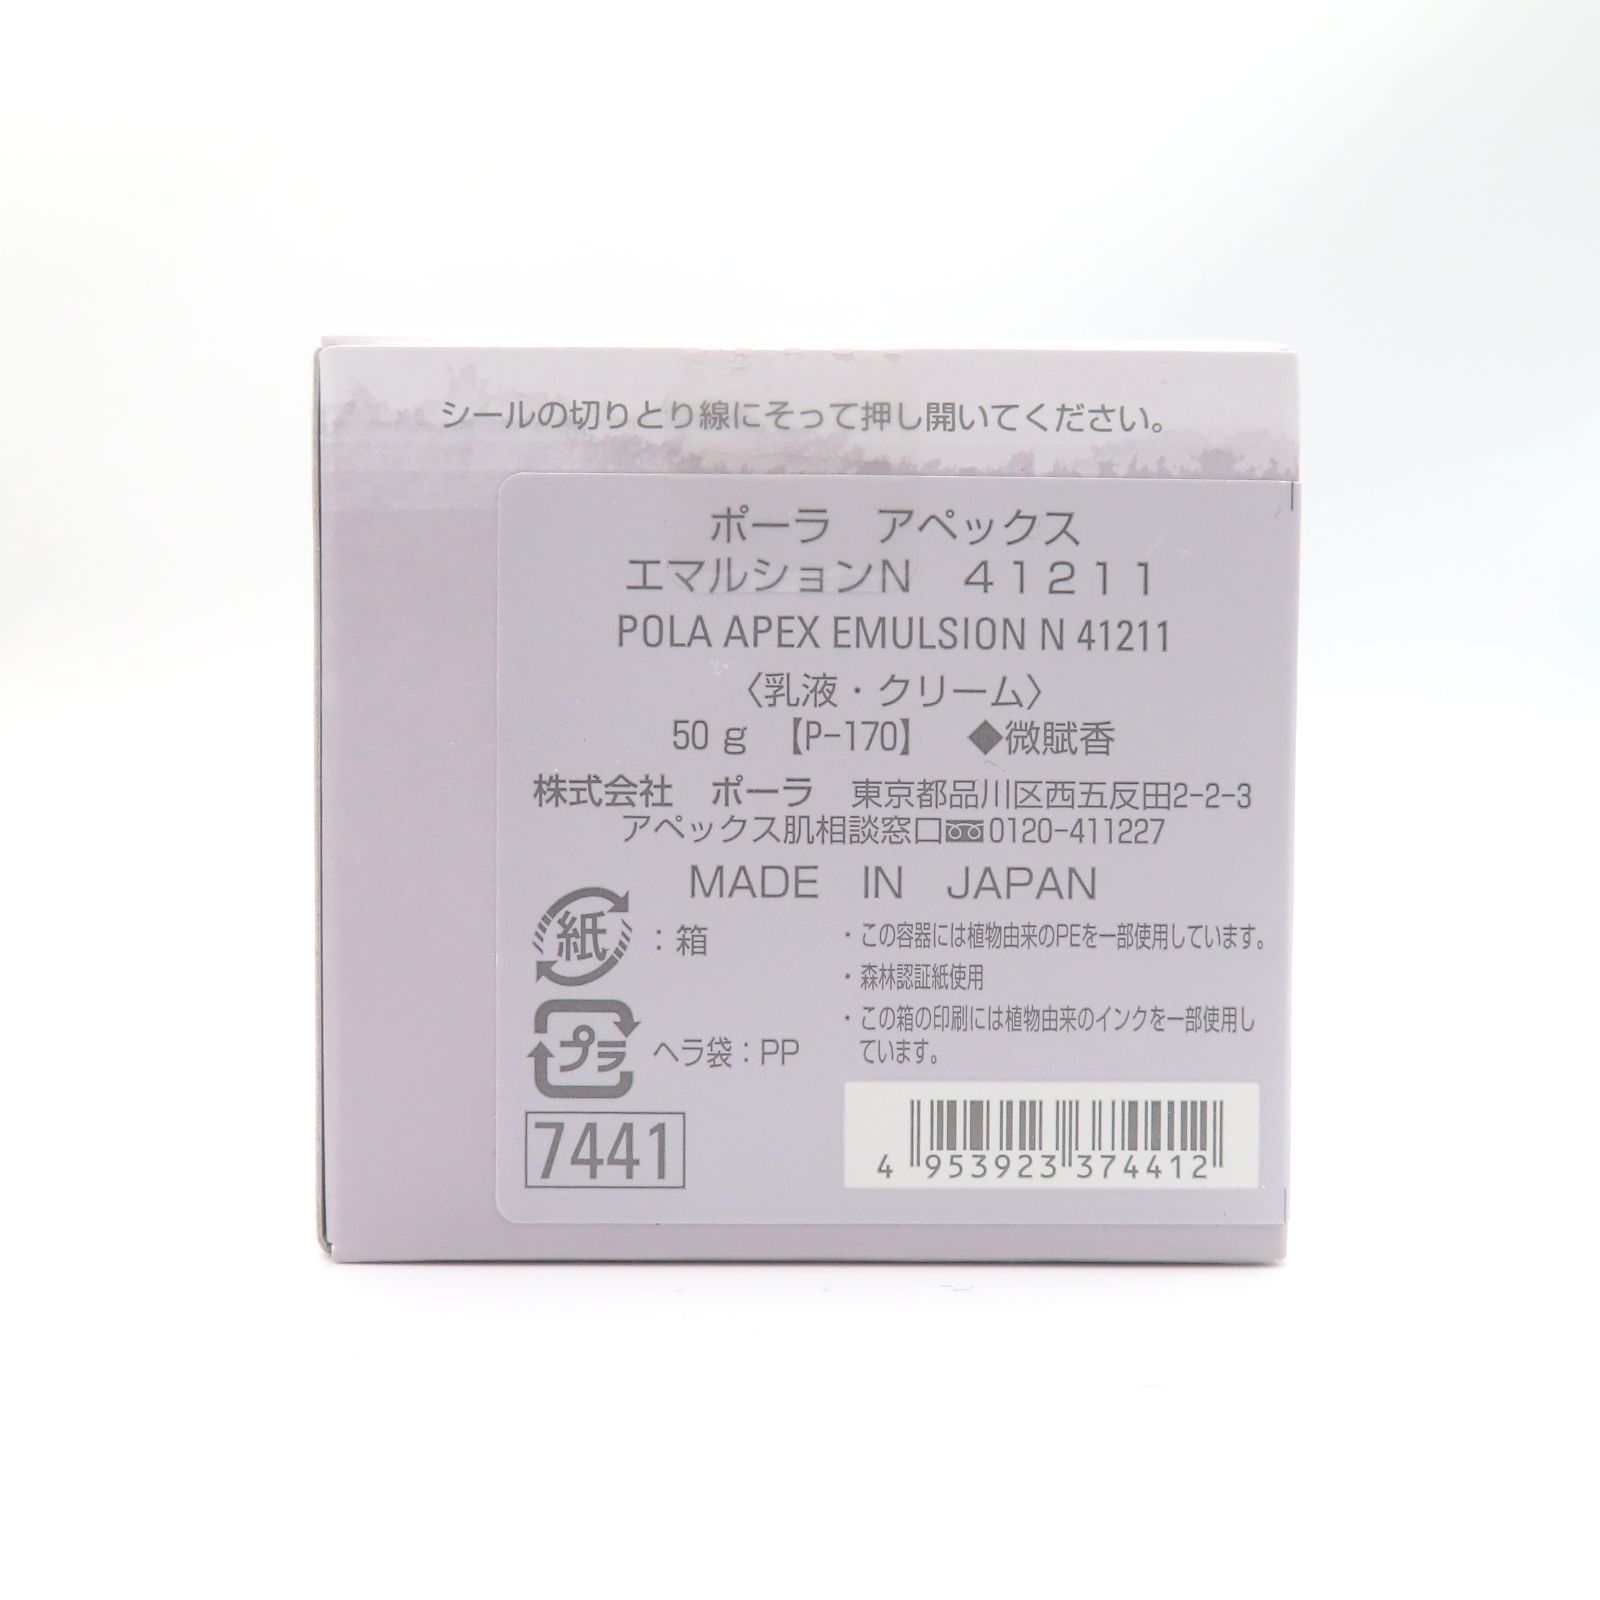 シールの切りとり線にそって押し開いてください。
ポーラ　アペックス
エマルションN　４１２１１
POLA APEX EMULSION N 41211
〈乳液・クリーム〉
50ｇ 【P-170】　◆微賦香
株式会社　ポーラ　東京都品川区西五反田2-2-3
アペックス肌相談窓口 0120-411227
MADE IN JAPAN
紙：箱
プラ ヘラ袋：PP
・この容器には植物由来のPEを一部使用しています。
・森林認証紙使用
・この箱の印刷には植物由来のインクを一部使用し
ています。
7441
4 953923 374412